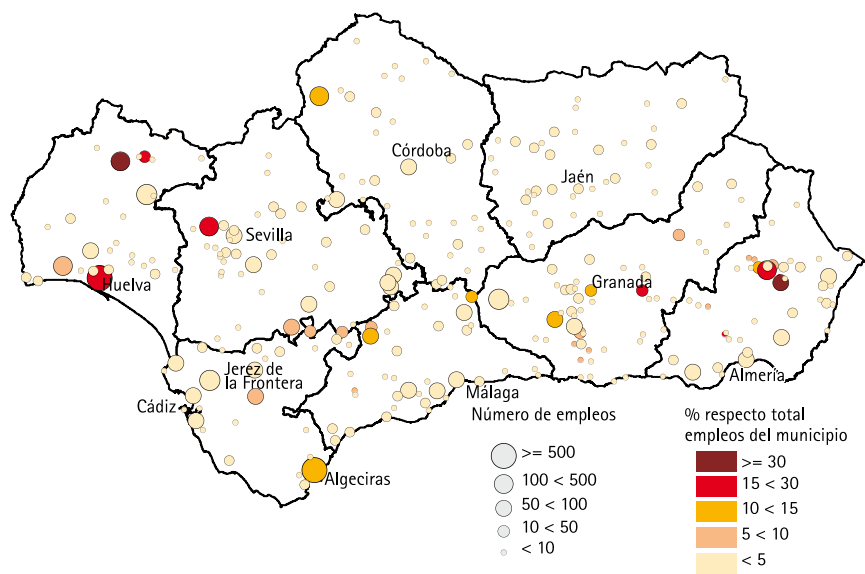 Córdoba
Jaén
Sevilla
Huelva
Granada
Jeréz de
la Frontera
Cádiz
Málaga
Almería
Algeciras
Número de empleos
>= 500
100 < 500
50 < 100
10 < 50
< 10
% respecto total
empleos del municipio
>= 30
15 < 30
10 < 15
5 < 10
< 5